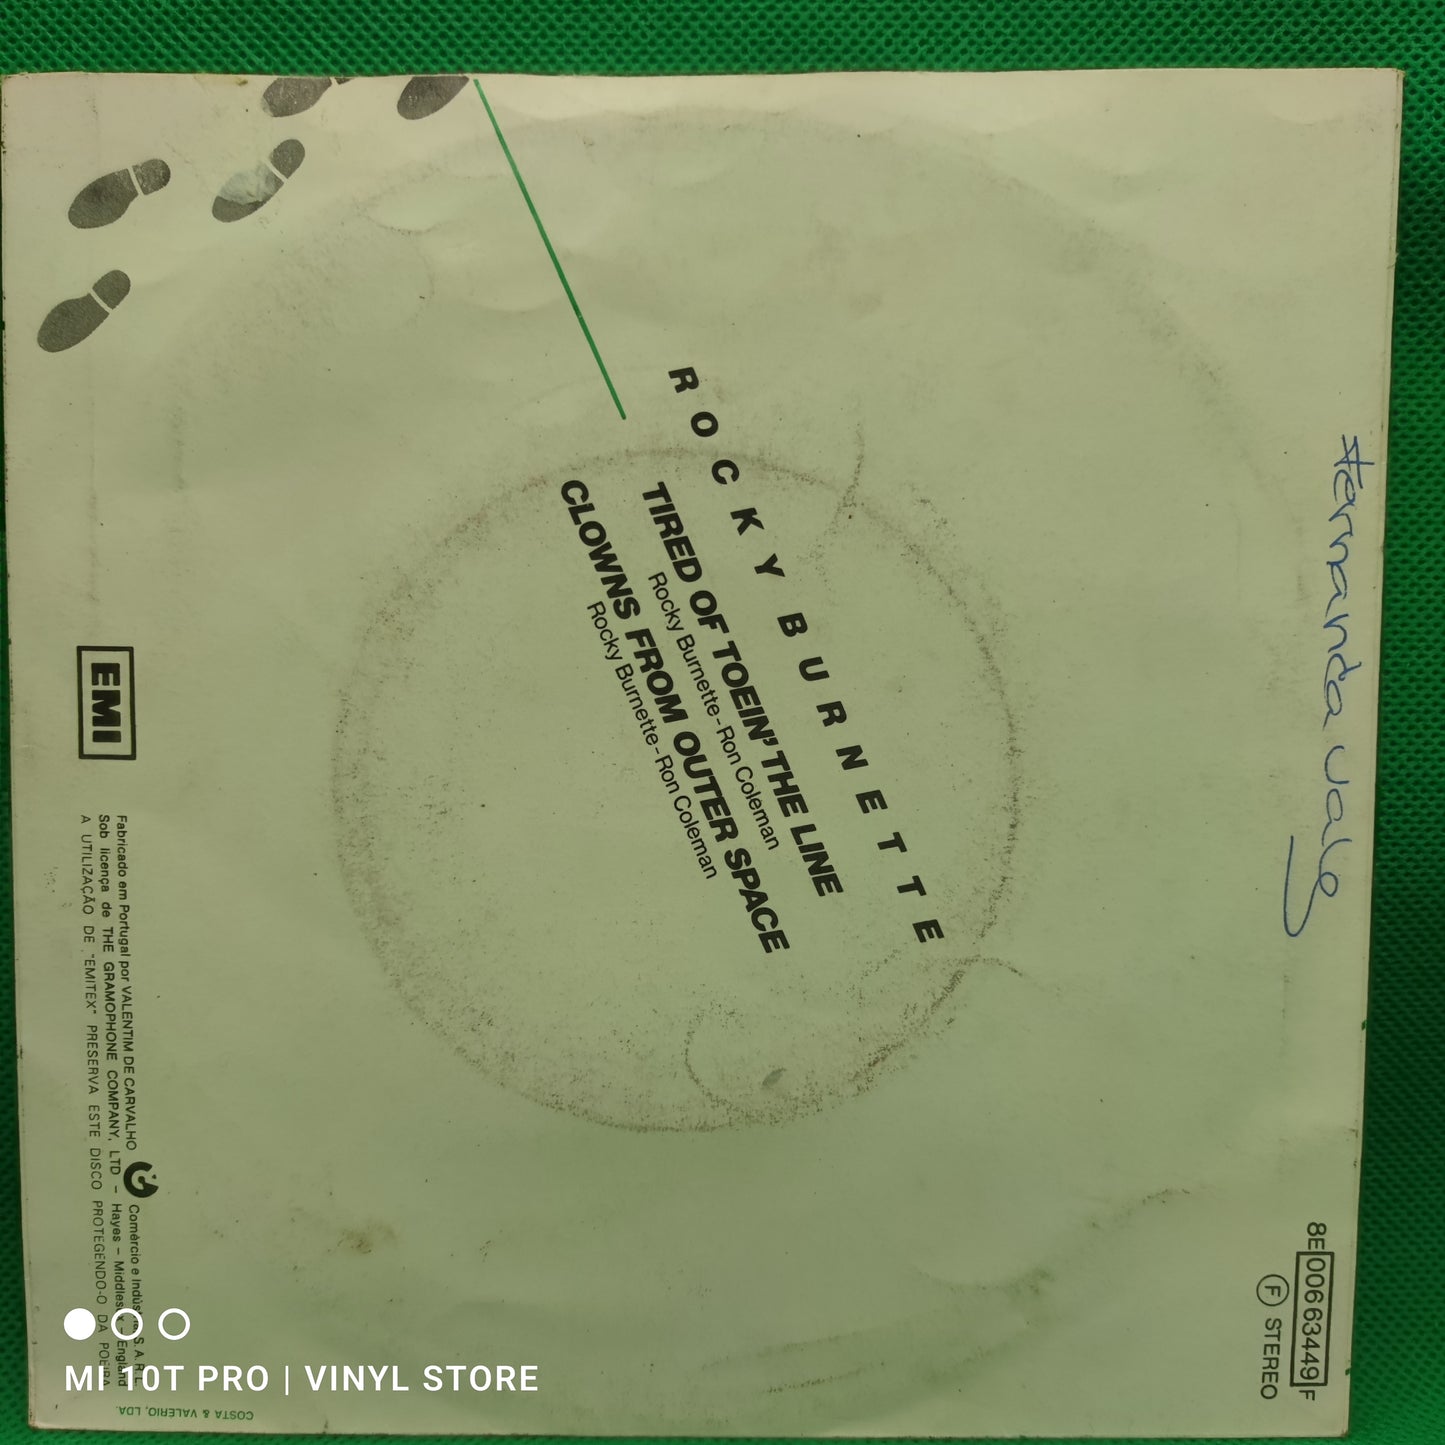 8E 006 63449 F
F STEREO
Fernanda Vale
ROCKY BURNETTE
TIRED OF TOEIN' THE LINE
Rocky Burnette-Ron Coleman
CLOWNS FROM OUTER SPACE
Rocky Burnette-Ron Coleman
EMI
Fabricado em Portugal por VALENTIM DE CARVALHO Comércio e Indústria S.A.R.L.
Sob licença de THE GRAMOPHONE COMPANY, LTD - Hayes - Middlesex - England
A UTILIZAÇÃO DE "EMITEX" PRESERVA ESTE DISCO PROTEGENDO-O DA POEIRA
COSTA & VALERIO, LDA.
MI 10T PRO | VINYL STORE